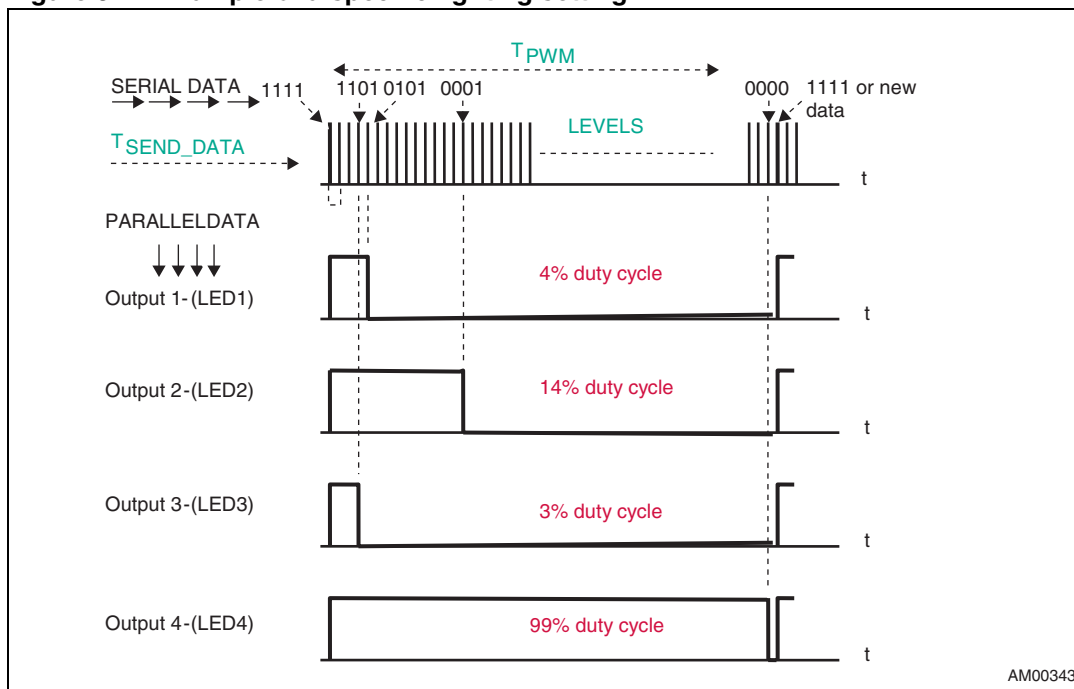 SERIAL DATA
1111
TPWM
1101 0101
0001
0000
1111 or new
data
TSEND_DATA
LEVELS
t
PARALLELDATA
4% duty cycle
Output 1-(LED1)
t
14% duty cycle
Output 2-(LED2)
t
Output 3-(LED3)
3% duty cycle
t
Output 4-(LED4)
99% duty cycle
t
AM00343